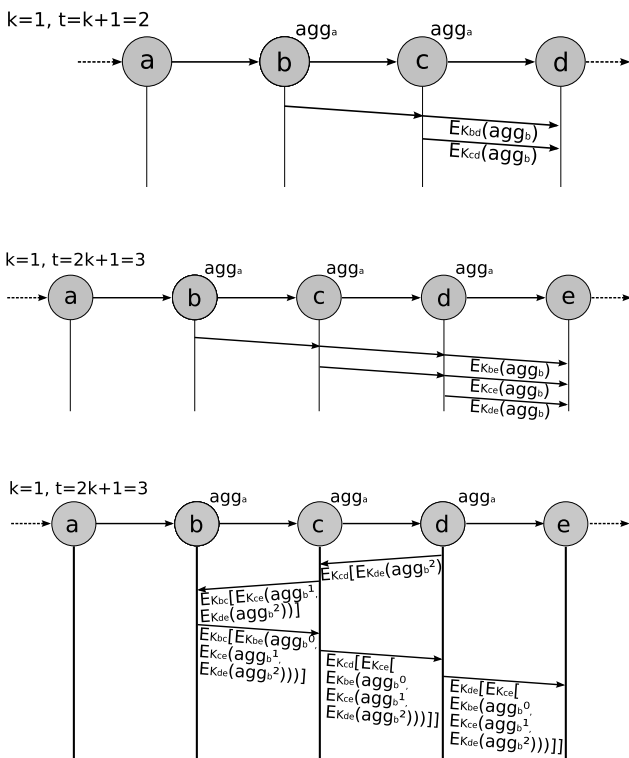 k=1, t=k+1=2
agga agga
a b c d
EKbd(aggb)
EKcd(aggb)
k=1, t=2k+1=3
agga agga agga
a b c d e
EKbe(aggb)
EKce(aggb)
EKde(aggb)
k=1, t=2k+1=3
agga agga agga
a b c d e
EKcd[EKde(aggb²)
EKbc[EKce(aggb¹,
EKde(aggb²))]
EKbc[EKbe(aggb⁰,
EKce(aggb¹,
EKde(aggb²)))]
EKcd[EKce[
EKbe(aggb⁰,
EKce(aggb¹,
EKde(aggb²)))]]
EKde[EKce[
EKbe(aggb⁰,
EKce(aggb¹,
EKde(aggb²)))]]